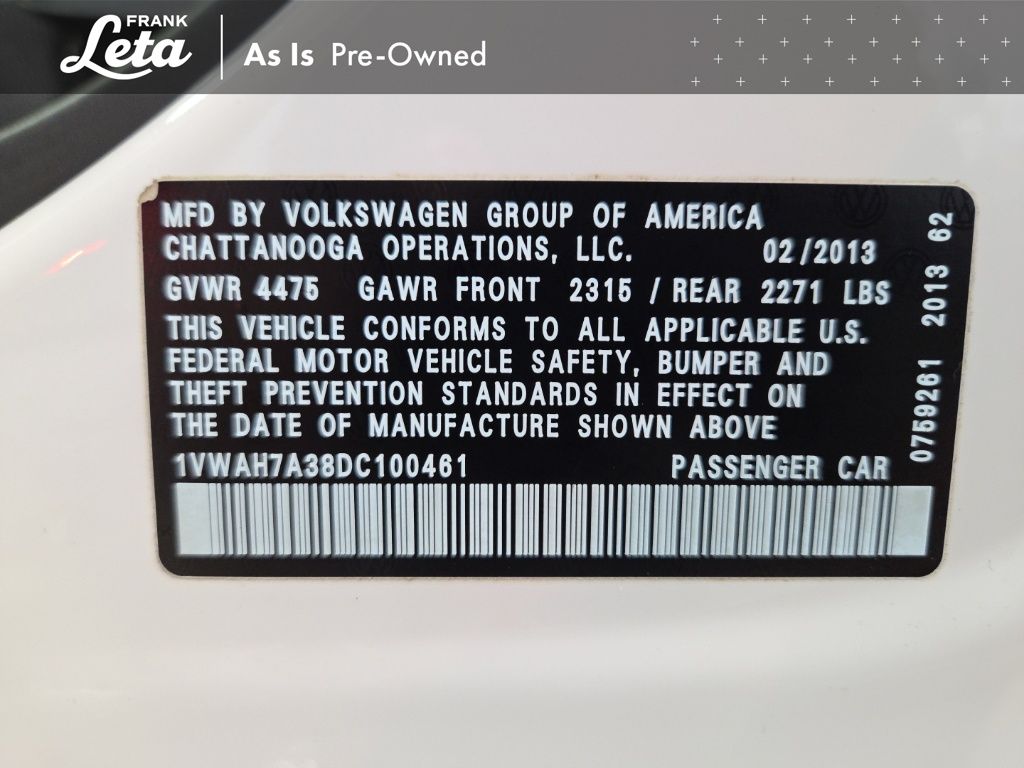 FRANK
Leta
As Is Pre-Owned
MFD BY VOLKSWAGEN GROUP OF AMERICA
CHATTANOOGA OPERATIONS, LLC. 02/2013
GVWR 4475 GAWR FRONT 2315 / REAR 2271 LBS
THIS VEHICLE CONFORMS TO ALL APPLICABLE U.S.
FEDERAL MOTOR VEHICLE SAFETY, BUMPER AND
THEFT PREVENTION STANDARDS IN EFFECT ON
THE DATE OF MANUFACTURE SHOWN ABOVE
1VWAH7A38DC100461 PASSENGER CAR
0759261 2013 62